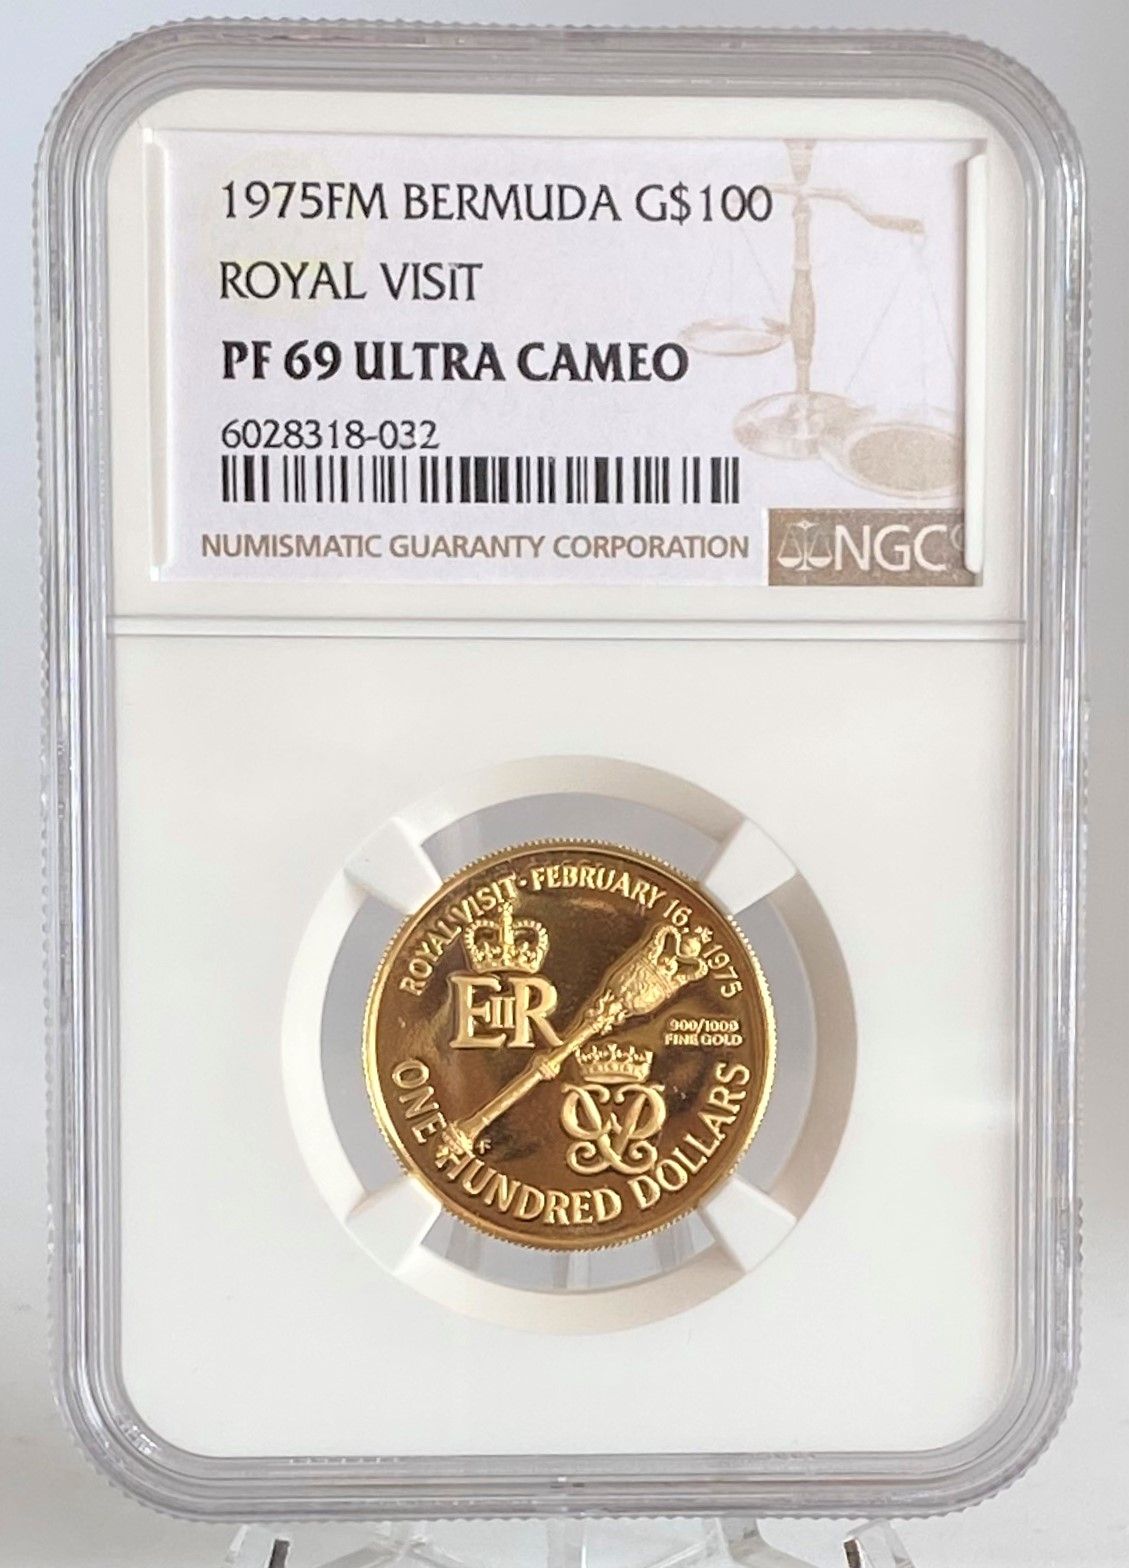 1975FM BERMUDA G$100
ROYAL VISIT
PF 69 ULTRA CAMEO
6028318-032
NUMISMATIC GUARANTY CORPORATION
NGC
ROYAL VISIT · FEBRUARY 16, 1975
EIIR
900/1000
FINE GOLD
ONE HUNDRED DOLLARS